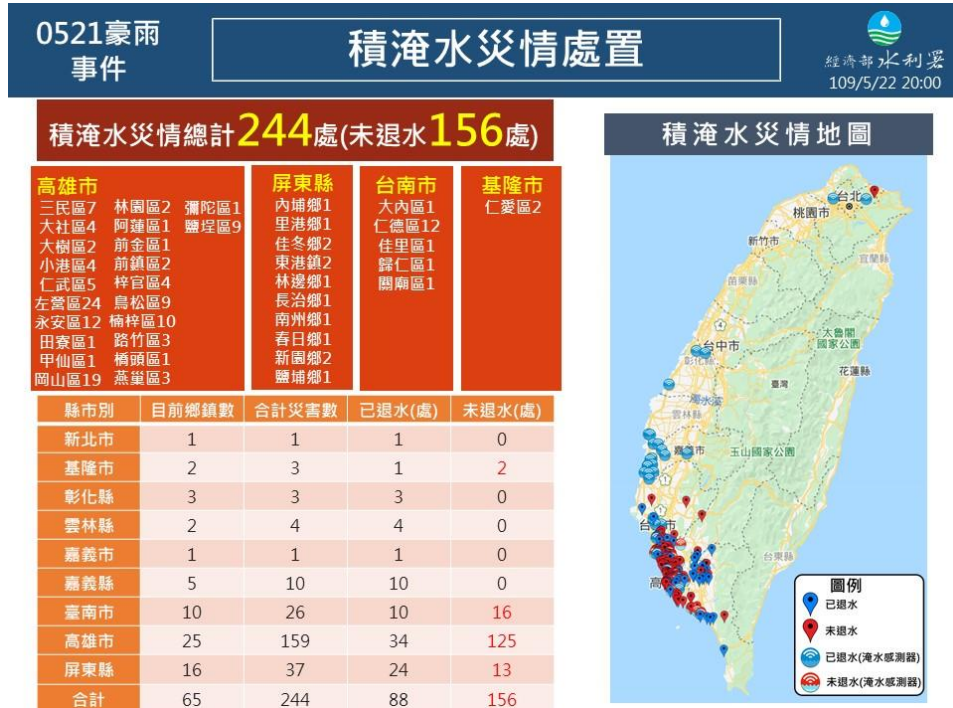 0521豪雨
事件
積淹水災情處置
經濟部水利署
109/5/22 20:00
積淹水災情總計244處(未退水156處)
高雄市
三民區7 林園區2 彌陀區1
大社區4 阿蓮區1 鹽埕區9
大樹區2 前金區1
小港區4 前鎮區2
仁武區5 梓官區4
左營區24 鳥松區9
永安區12 楠梓區10
田寮區1 路竹區3
甲仙區1 橋頭區1
岡山區19 燕巢區3
屏東縣
內埔鄉1
里港鄉1
佳冬鄉2
東港鎮2
林邊鄉1
長治鄉1
南州鄉1
春日鄉1
新園鄉2
鹽埔鄉1
台南市
大內區1
仁德區12
佳里區1
歸仁區1
關廟區1
基隆市
仁愛區2
縣市別 目前鄉鎮數 合計災害數 已退水(處) 未退水(處)
新北市 1 1 1 0
基隆市 2 3 1 2
彰化縣 3 3 3 0
雲林縣 2 4 4 0
嘉義市 1 1 1 0
嘉義縣 5 10 10 0
臺南市 10 26 10 16
高雄市 25 159 34 125
屏東縣 16 37 24 13
合計 65 244 88 156
積淹水災情地圖
台北
桃園市
新竹市
宜蘭縣
苗栗縣
4
台中市
太魯閣
國家公園
彰化縣
花蓮縣
臺灣
雲林縣
嘉義市
玉山國家公園
1
1
台 市
台東縣
高
圖例
已退水
未退水
已退水(淹水感測器)
未退水(淹水感測器)